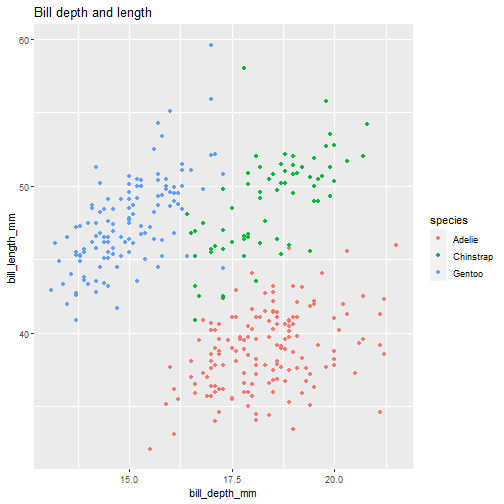 Bill depth and length
60
50
40
bill_length_mm
15.0 17.5 20.0
bill_depth_mm
species
Adelie
Chinstrap
Gentoo